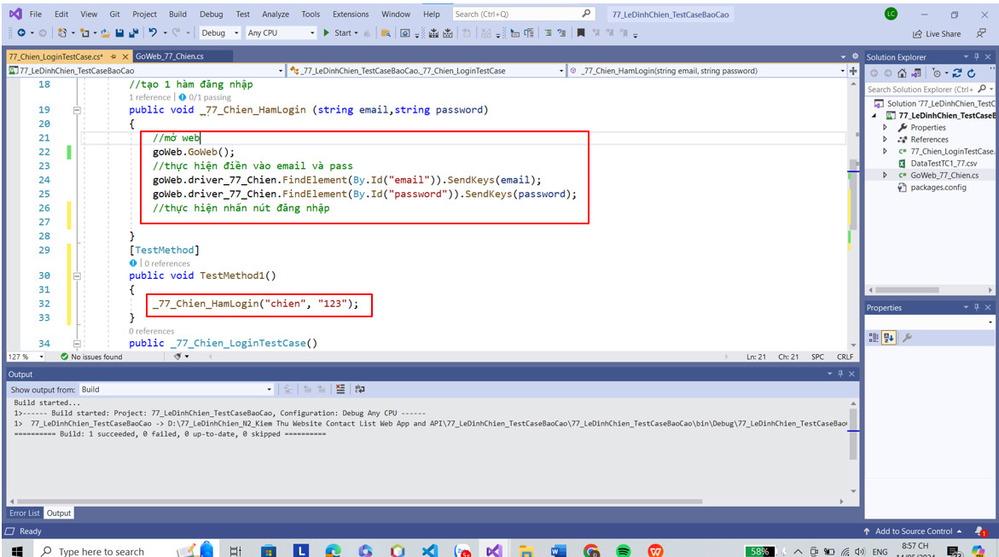 File Edit View Git Project Build Debug Test Analyze Tools Extensions Window Help Search (Ctrl+Q) 77_LeDinhChien_TestCaseBaoCao LC
Debug Any CPU Start Live Share
77_Chien_LoginTestCase.cs* GoWeb_77_Chien.cs
77_LeDinhChien_TestCaseBaoCao _77_LeDinhChien_TestCaseBaoCao._77_Chien_LoginTestCase _77_Chien_HamLogin(string email, string password)
18 //tạo 1 hàm đăng nhập
1 reference | 0/1 passing
19 public void _77_Chien_HamLogin (string email,string password)
20 {
21 //mở web
22 goWeb.GoWeb();
23 //thực hiện điền vào email và pass
24 goWeb.driver_77_Chien.FindElement(By.Id("email")).SendKeys(email);
25 goWeb.driver_77_Chien.FindElement(By.Id("password")).SendKeys(password);
26 //thực hiện nhấn nút đăng nhập
27
28 }
29 [TestMethod]
| 0 references
30 public void TestMethod1()
31 {
32 _77_Chien_HamLogin("chien", "123");
33 }
0 references
34 public _77_Chien_LoginTestCase()
127 % No issues found Ln: 21 Ch: 21 SPC CRLF
Output
Show output from: Build
Build started...
1>------ Build started: Project: 77_LeDinhChien_TestCaseBaoCao, Configuration: Debug Any CPU ------
1> 77_LeDinhChien_TestCaseBaoCao -> D:\77_LeDinhChien_N2_Kiem Thu Website Contact List Web App and API\77_LeDinhChien_TestCaseBaoCao\77_LeDinhChien_TestCaseBaoCao\bin\Debug\77_LeDinhChien_TestCaseBao
========== Build: 1 succeeded, 0 failed, 0 up-to-date, 0 skipped ==========
Error List Output
Solution Explorer
Search Solution Explorer (Ctrl+
Solution '77_LeDinhChien_TestC
77_LeDinhChien_TestCaseB
Properties
References
77_Chien_LoginTestCase.
DataTestTC1_77.csv
GoWeb_77_Chien.cs
packages.config
Properties
Ready Add to Source Control 1
Type here to search 58% ENG 8:57 CH
14/05/2024